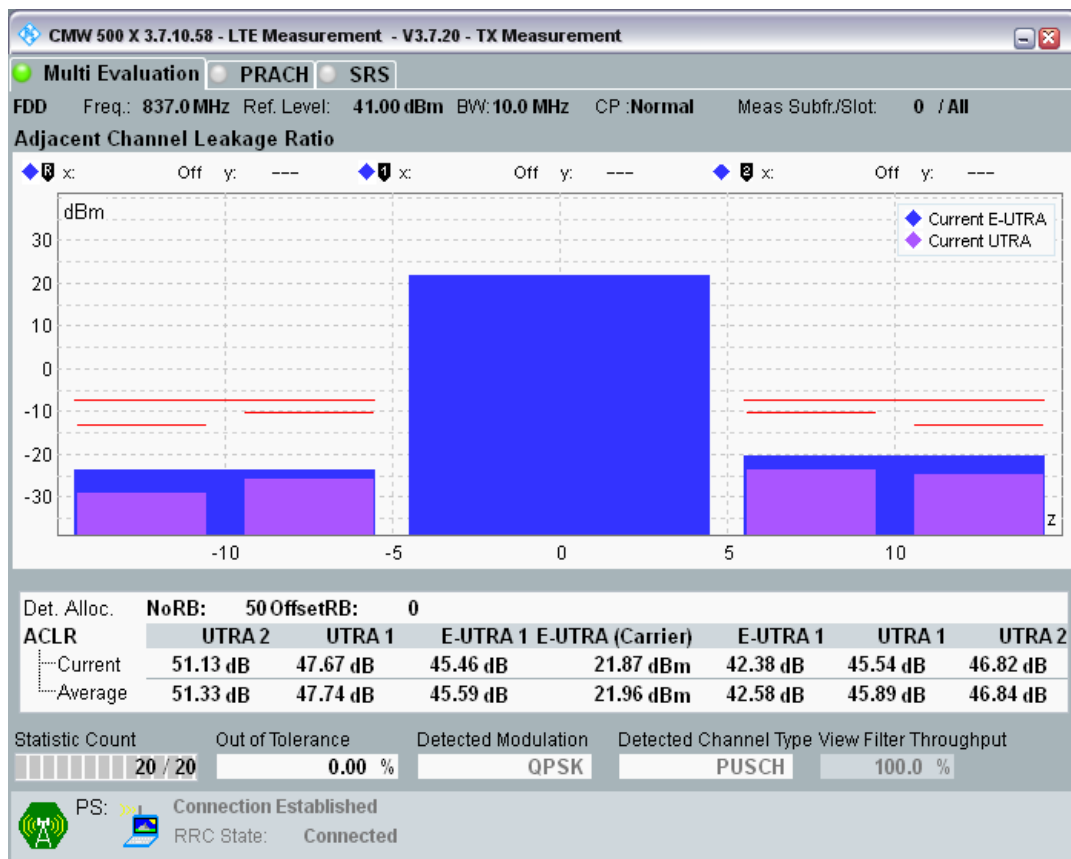 CMW 500 X 3.7.10.58 - LTE Measurement - V3.7.20 - TX Measurement
Multi Evaluation PRACH SRS
FDD Freq.: 837.0 MHz Ref. Level: 41.00 dBm BW: 10.0 MHz CP :Normal Meas Subfr./Slot: 0 / All
Adjacent Channel Leakage Ratio
R x: Off y: --- 1 x: Off y: --- 2 x: Off y: ---
dBm
Current E-UTRA
Current UTRA
30
20
10
0
-10
-20
-30
z
-10 -5 0 5 10
Det. Alloc. NoRB: 50 OffsetRB: 0
ACLR UTRA 2 UTRA 1 E-UTRA 1 E-UTRA (Carrier) E-UTRA 1 UTRA 1 UTRA 2
Current 51.13 dB 47.67 dB 45.46 dB 21.87 dBm 42.38 dB 45.54 dB 46.82 dB
Average 51.33 dB 47.74 dB 45.59 dB 21.96 dBm 42.58 dB 45.89 dB 46.84 dB
Statistic Count Out of Tolerance Detected Modulation Detected Channel Type View Filter Throughput
20 / 20 0.00 % QPSK PUSCH 100.0 %
PS: Connection Established
RRC State: Connected